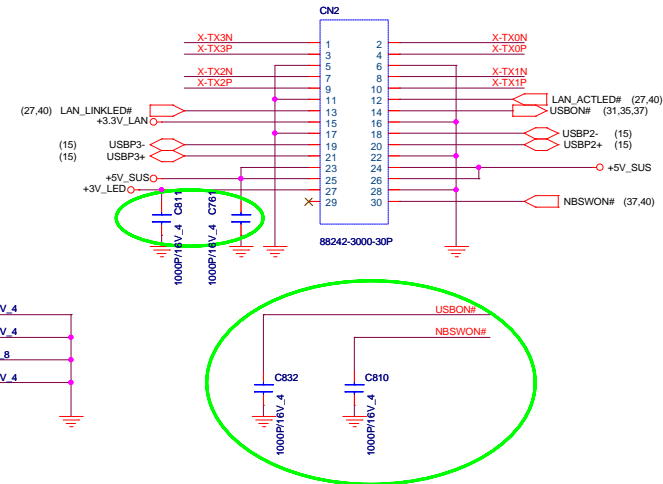 CN2
X-TX3N 1 2 X-TX0N
X-TX3P 3 4 X-TX0P
5 6
X-TX2N 7 8 X-TX1N
X-TX2P 9 10 X-TX1P
11 12 LAN_ACTLED# (27,40)
(27,40) LAN_LINKLED# 13 14 USBON# (31,35,37)
+3.3V_LAN 15 16
17 18 USBP2- (15)
(15) USBP3- 19 20 USBP2+ (15)
(15) USBP3+ 21 22
23 24 +5V_SUS
+5V_SUS 25 26
+3V_LED 27 28
29 30 NBSWON# (37,40)
88242-3000-30P
C811
1000P/16V_4
C761
1000P/16V_4
V_4
V_4
_8
V_4
USBON#
NBSWON#
C832
1000P/16V_4
C810
1000P/16V_4